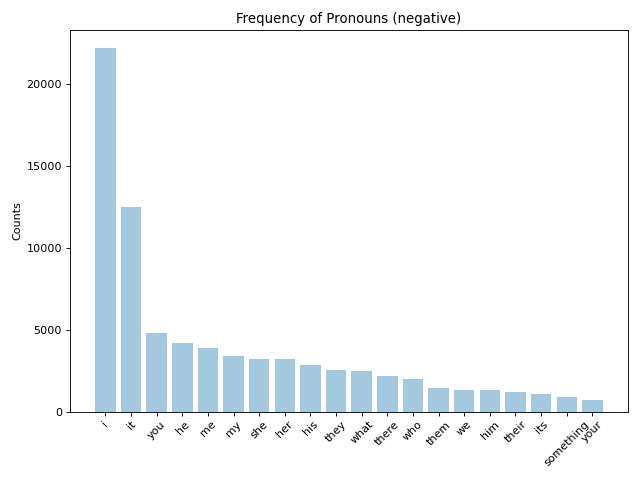 Frequency of Pronouns (negative)
Counts
20000
15000
10000
5000
0
i
it
you
he
me
my
she
her
his
they
what
there
who
them
we
him
their
its
something
your